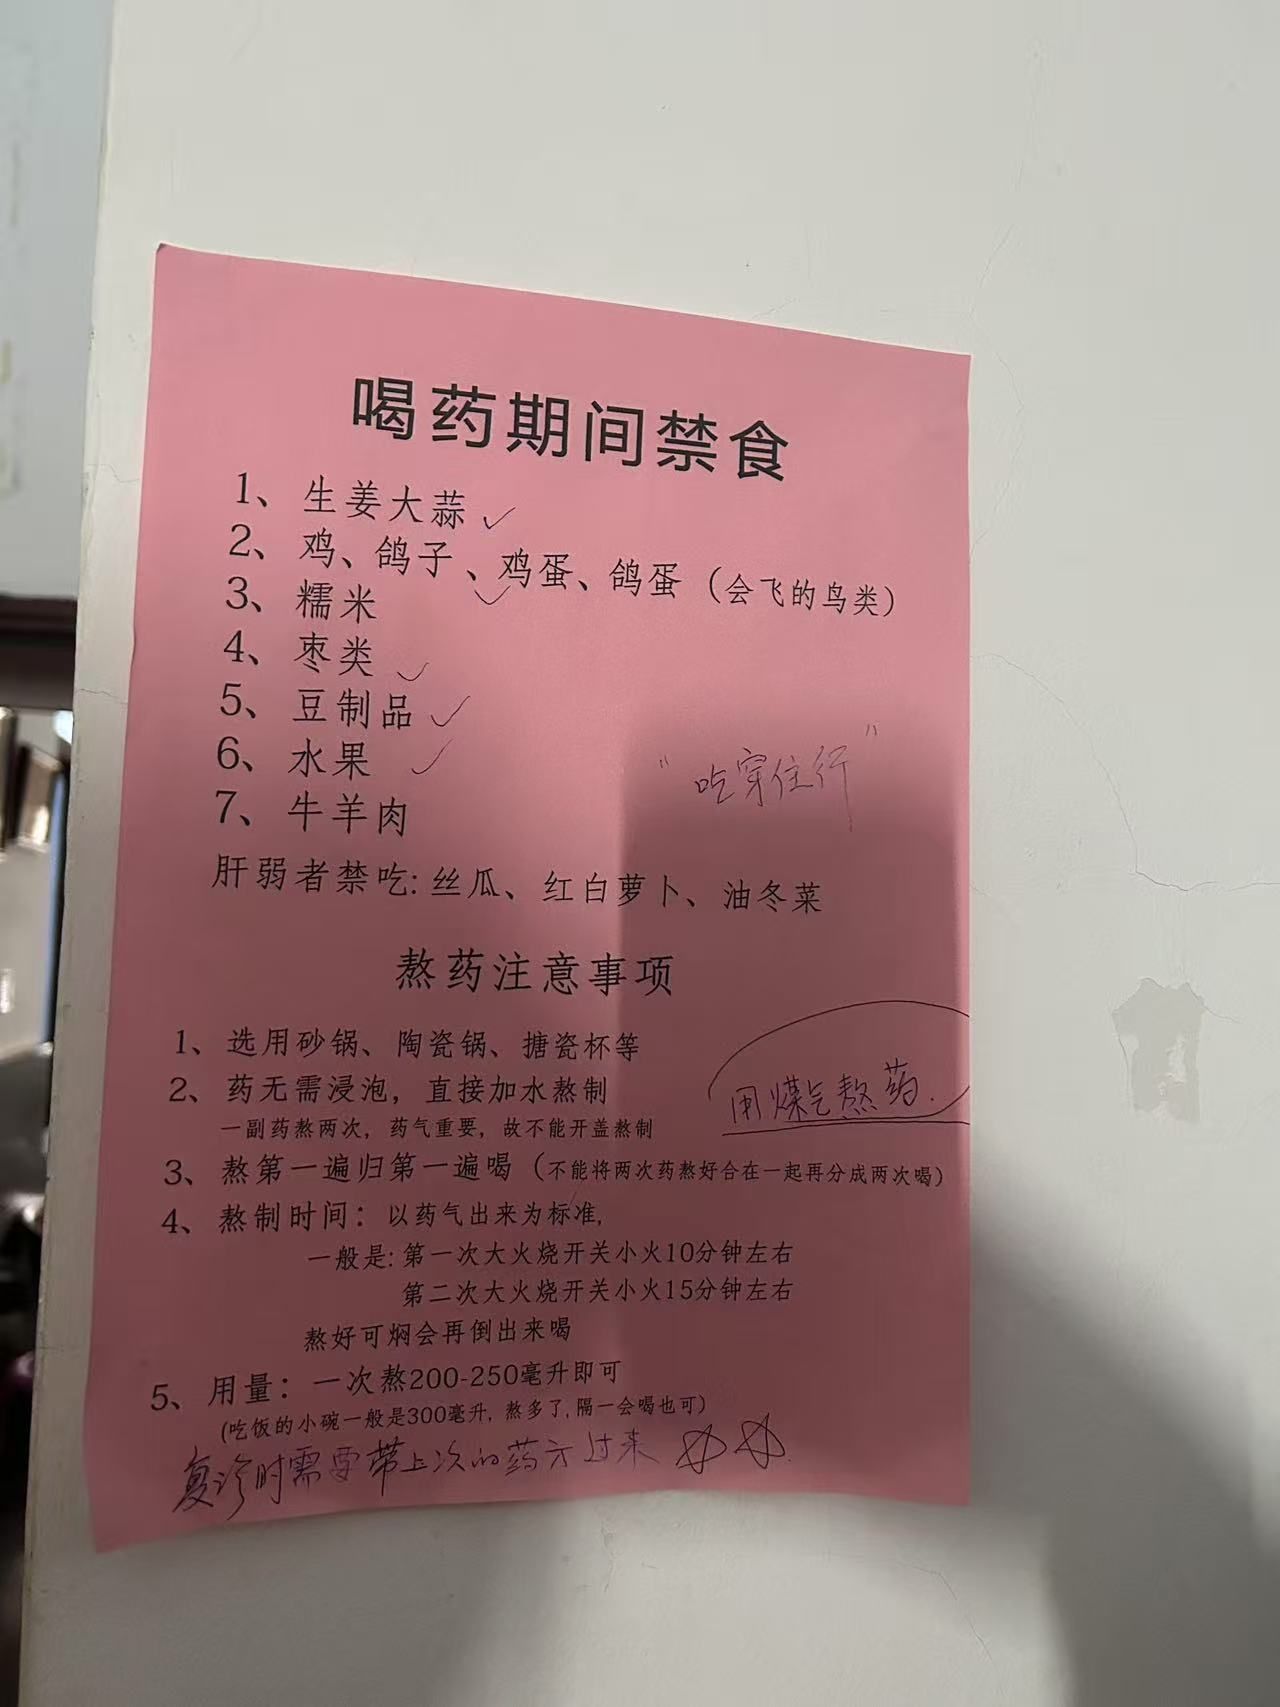 喝药期间禁食
1、生姜大蒜✓
2、鸡、鸽子、鸡蛋、鸽蛋（会飞的鸟类）
3、糯米 ✓
4、枣类 ✓
5、豆制品 ✓
6、水果 ✓
7、牛羊肉
“吃穿住行”
肝弱者禁吃: 丝瓜、红白萝卜、油冬菜
熬药注意事项
1、选用砂锅、陶瓷锅、搪瓷杯等
2、药无需浸泡，直接加水熬制
一副药熬两次，药气重要，故不能开盖熬制
用煤气熬药.
3、熬第一遍归第一遍喝（不能将两次药熬好合在一起再分成两次喝）
4、熬制时间：以药气出来为标准,
一般是: 第一次大火烧开关小火10分钟左右
第二次大火烧开关小火15分钟左右
熬好可焖会再倒出来喝
5、用量：一次熬200-250毫升即可
(吃饭的小碗一般是300毫升, 熬多了,隔一会喝也可)
复诊时需要带上次的药方过来 ☆☆.